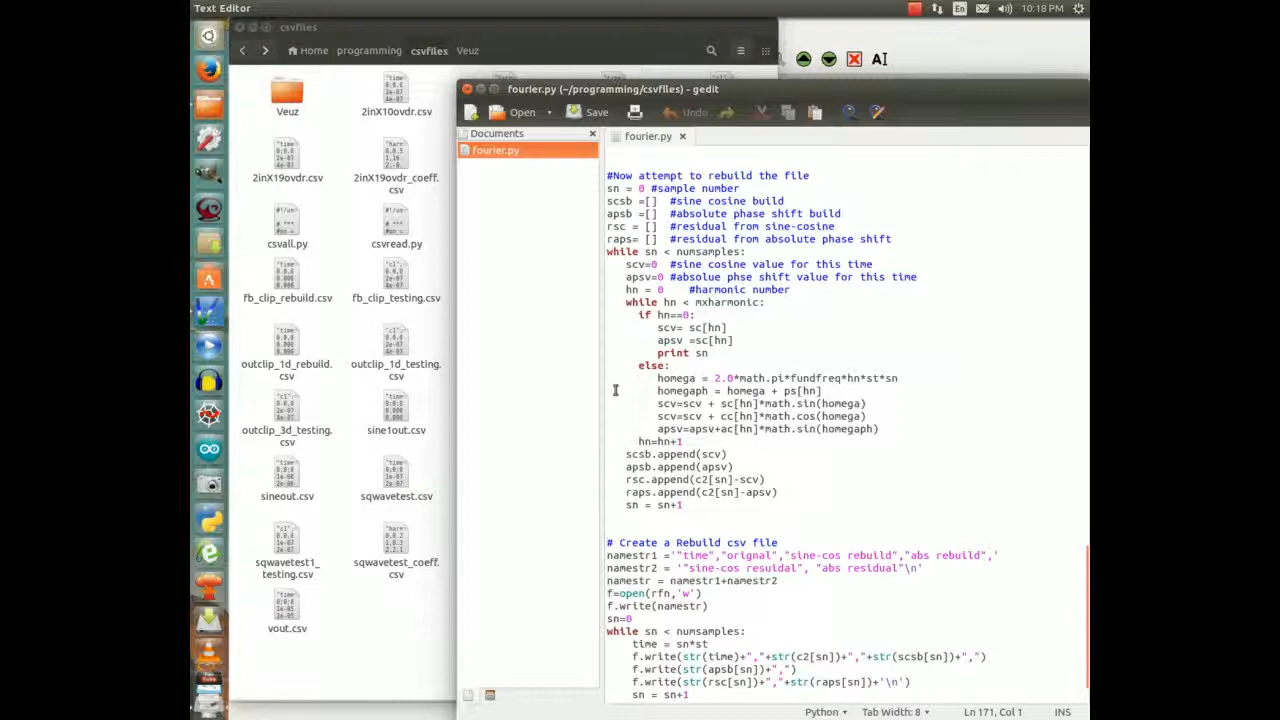 Text Editor
En
10:18 PM
csvfiles
Home programming csvfiles Veuz
Veuz
2inX10ovdr.csv
2inX19ovdr.csv
2inX19ovdr_coeff.
csv
csvall.py
csvread.py
fb_clip_rebuild.csv
fb_clip_testing.csv
outclip_1d_rebuild.
csv
outclip_1d_testing.
csv
outclip_3d_testing.
csv
sine1out.csv
sineout.csv
sqwavetest.csv
sqwavetest1_
testing.csv
sqwavetest_coeff.
csv
vout.csv
fourier.py (~/programming/csvfiles) - gedit
Open Save Undo
Documents
fourier.py
fourier.py
#Now attempt to rebuild the file
sn = 0 #sample number
scsb =[]  #sine cosine build
apsb =[]  #absolute phase shift build
rsc = []  #residual from sine-cosine
raps= []  #residual from absolute phase shift
while sn < numsamples:
   scv=0  #sine cosine value for this time
   apsv=0 #absolue phse shift value for this time
   hn = 0    #harmonic number
   while hn < mxharmonic:
     if hn==0:
        scv= sc[hn]
        apsv =sc[hn]
        print sn
     else:
        homega = 2.0*math.pi*fundfreq*hn*st*sn
        homegaph = homega + ps[hn]
        scv=scv + sc[hn]*math.sin(homega)
        scv=scv + cc[hn]*math.cos(homega)
        apsv=apsv+ac[hn]*math.sin(homegaph)
     hn=hn+1
   scsb.append(scv)
   apsb.append(apsv)
   rsc.append(c2[sn]-scv)
   raps.append(c2[sn]-apsv)
   sn = sn+1
# Create a Rebuild csv file
namestr1 ='"time","orignal","sine-cos rebuild","abs rebuild",'
namestr2 = '"sine-cos resuidal", "abs residual"\n'
namestr = namestr1+namestr2
f=open(rfn,'w')
f.write(namestr)
sn=0
while sn < numsamples:
    time = sn*st
    f.write(str(time)+","+str(c2[sn])+","+str(scsb[sn])+",")
    f.write(str(apsb[sn])+",")
    f.write(str(rsc[sn])+","+str(raps[sn])+'\n')
    sn = sn+1
Python Tab Width: 8 Ln 171, Col 1 INS